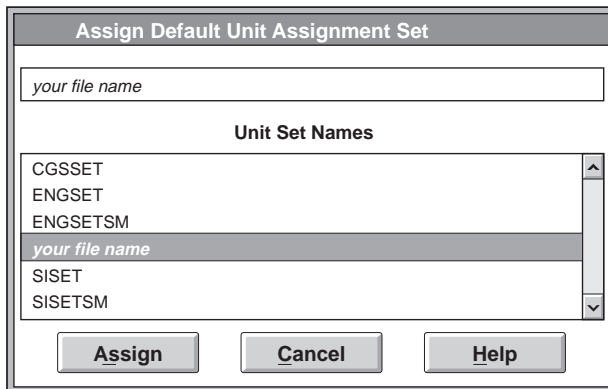 Assign Default Unit Assignment Set
your file name
Unit Set Names
CGSSET
ENGSET
ENGSETSM
your file name
SISET
SISETSM
Assign Cancel Help